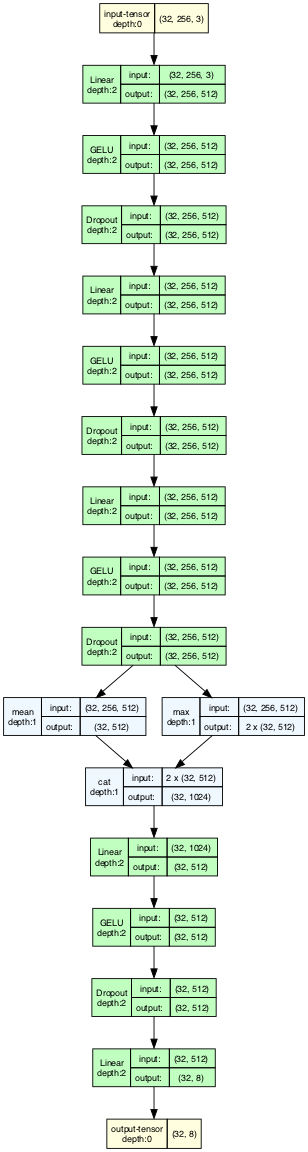 input-tensor
depth:0
(32, 256, 3)
Linear
depth:2
input:
(32, 256, 3)
output:
(32, 256, 512)
GELU
depth:2
input:
(32, 256, 512)
output:
(32, 256, 512)
Dropout
depth:2
input:
(32, 256, 512)
output:
(32, 256, 512)
Linear
depth:2
input:
(32, 256, 512)
output:
(32, 256, 512)
GELU
depth:2
input:
(32, 256, 512)
output:
(32, 256, 512)
Dropout
depth:2
input:
(32, 256, 512)
output:
(32, 256, 512)
Linear
depth:2
input:
(32, 256, 512)
output:
(32, 256, 512)
GELU
depth:2
input:
(32, 256, 512)
output:
(32, 256, 512)
Dropout
depth:2
input:
(32, 256, 512)
output:
(32, 256, 512)
mean
depth:1
input:
(32, 256, 512)
output:
(32, 512)
max
depth:1
input:
(32, 256, 512)
output:
2 x (32, 512)
cat
depth:1
input:
2 x (32, 512)
output:
(32, 1024)
Linear
depth:2
input:
(32, 1024)
output:
(32, 512)
GELU
depth:2
input:
(32, 512)
output:
(32, 512)
Dropout
depth:2
input:
(32, 512)
output:
(32, 512)
Linear
depth:2
input:
(32, 512)
output:
(32, 8)
output-tensor
depth:0
(32, 8)